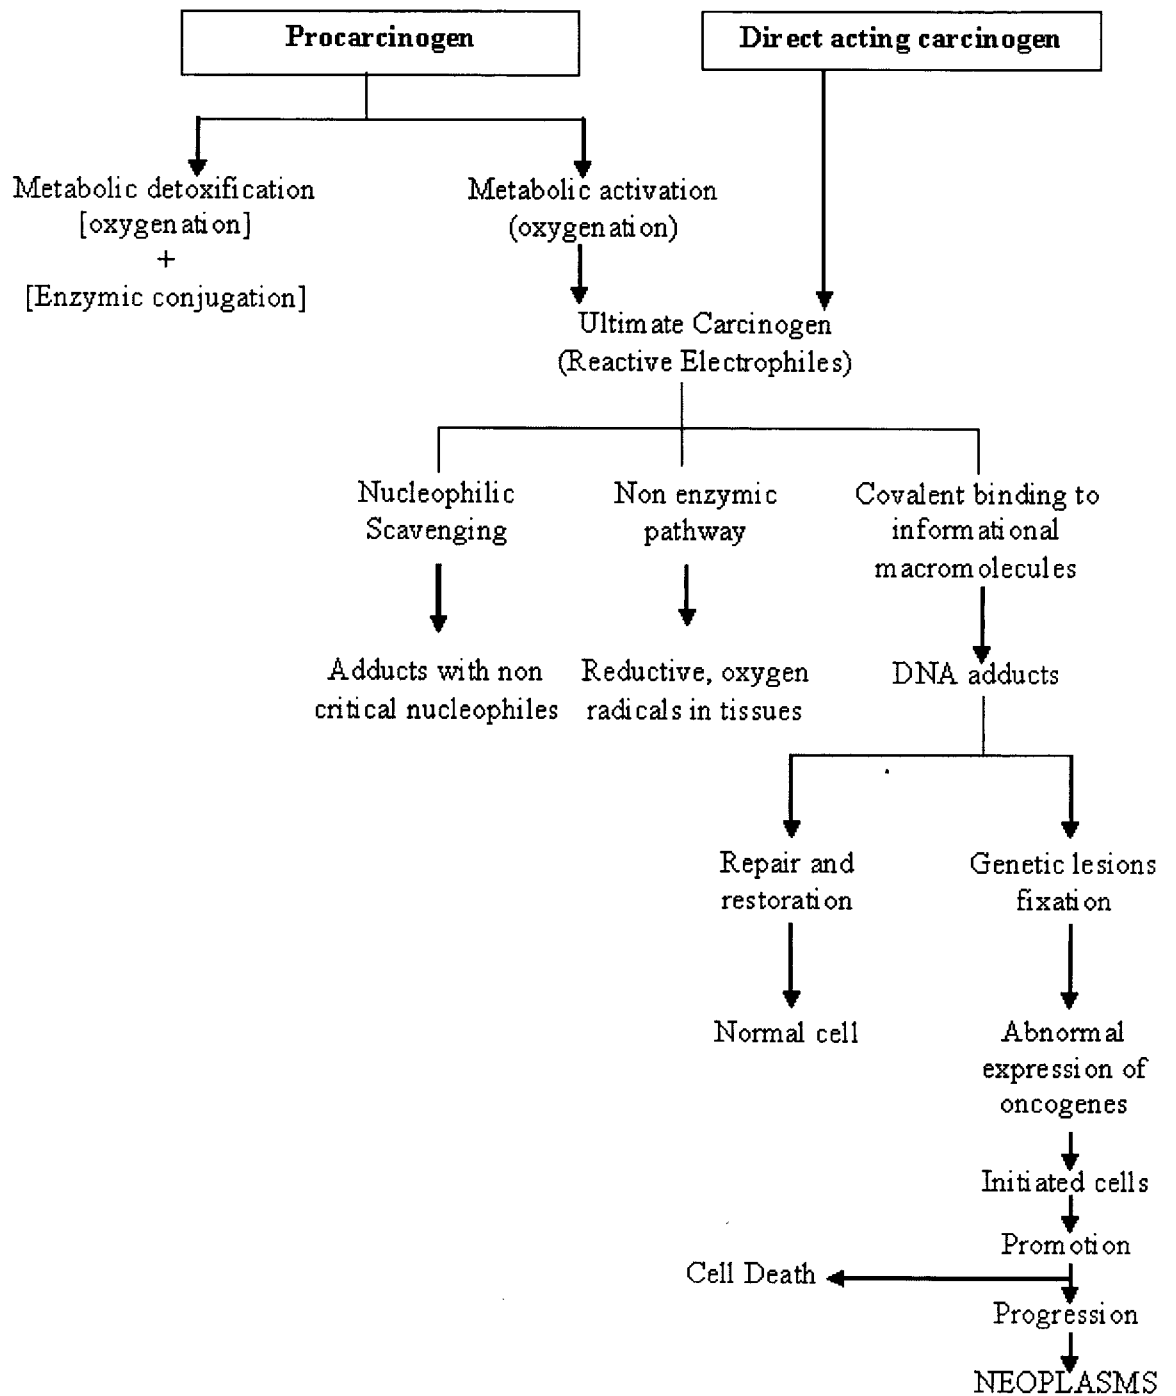 Procarcinogen
Direct acting carcinogen
Metabolic detoxification
[oxygenation]
+
[Enzymic conjugation]
Metabolic activation
(oxygenation)
Ultimate Carcinogen
(Reactive Electrophiles)
Nucleophilic
Scavenging
Non enzymic
pathway
Covalent binding to
informational
macromolecules
Adducts with non
critical nucleophiles
Reductive, oxygen
radicals in tissues
DNA adducts
Repair and
restoration
Genetic lesions
fixation
Normal cell
Abnormal
expression of
oncogenes
Initiated cells
Promotion
Cell Death
Progression
NEOPLASMS